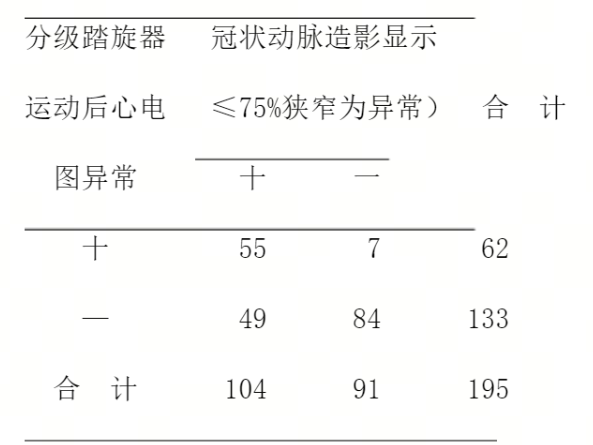 分级踏旋器 冠状动脉造影显示
运动后心电 ≤75%狭窄为异常） 合 计
图异常 十 一
十 55 7 62
一 49 84 133
合 计 104 91 195